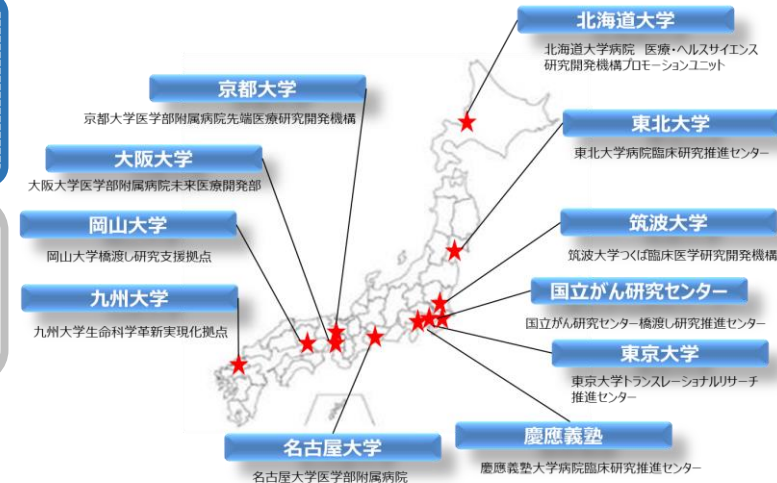 北海道大学
北海道大学病院 医療・ヘルスサイエンス
研究開発機構プロモーションユニット
京都大学
京都大学医学部附属病院先端医療研究開発機構
東北大学
東北大学病院臨床研究推進センター
大阪大学
大阪大学医学部附属病院未来医療開発部
岡山大学
岡山大学橋渡し研究支援拠点
筑波大学
筑波大学つくば臨床医学研究開発機構
九州大学
九州大学生命科学革新実現化拠点
国立がん研究センター
国立がん研究センター橋渡し研究推進センター
東京大学
東京大学トランスレーショナルリサーチ
推進センター
慶應義塾
慶應義塾大学病院臨床研究推進センター
名古屋大学
名古屋大学医学部附属病院